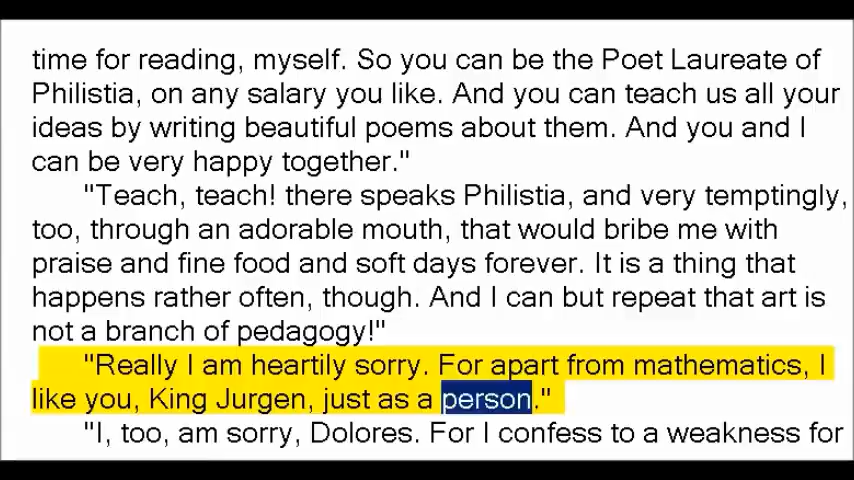 time for reading, myself. So you can be the Poet Laureate of
Philistia, on any salary you like. And you can teach us all your
ideas by writing beautiful poems about them. And you and I
can be very happy together."
"Teach, teach! there speaks Philistia, and very temptingly,
too, through an adorable mouth, that would bribe me with
praise and fine food and soft days forever. It is a thing that
happens rather often, though. And I can but repeat that art is
not a branch of pedagogy!"
"Really I am heartily sorry. For apart from mathematics, I
like you, King Jurgen, just as a person."
"I, too, am sorry, Dolores. For I confess to a weakness for